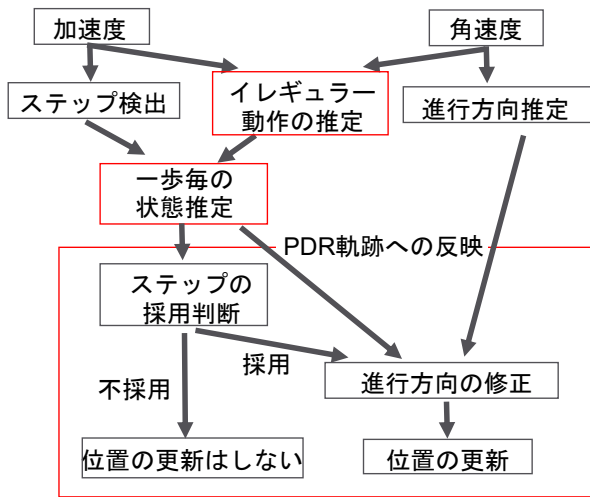 加速度
角速度
ステップ検出
イレギュラー
動作の推定
進行方向推定
一歩毎の
状態推定
PDR軌跡への反映
ステップの
採用判断
採用
不採用
進行方向の修正
位置の更新はしない
位置の更新